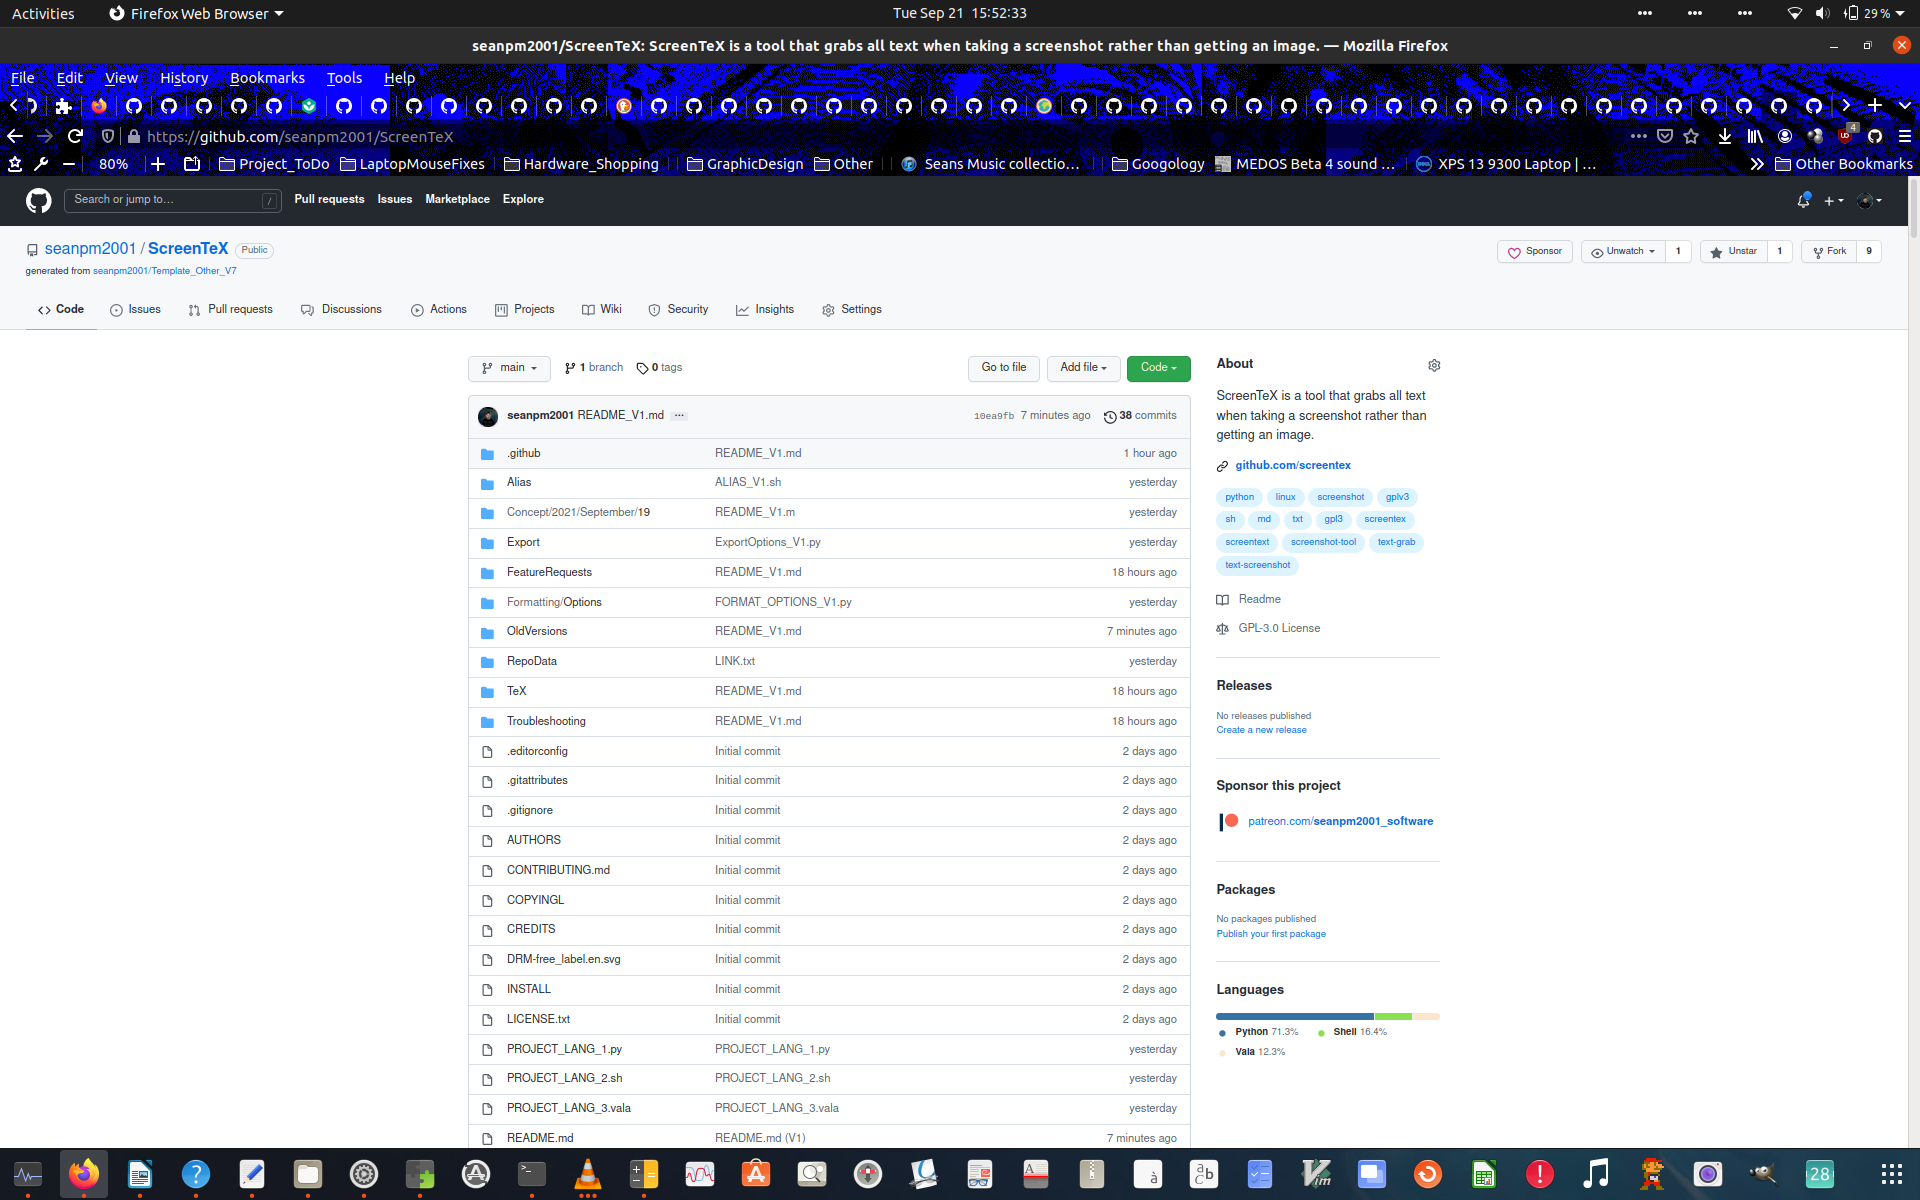 Activities Firefox Web Browser Tue Sep 21 15:52:33 29 %
seanpm2001/ScreenTeX: ScreenTeX is a tool that grabs all text when taking a screenshot rather than getting an image. — Mozilla Firefox
File Edit View History Bookmarks Tools Help
https://github.com/seanpm2001/ScreenTeX 4
80% Project_ToDo LaptopMouseFixes Hardware_Shopping GraphicDesign Other Seans Music collectio… Googology MEDOS Beta 4 sound … XPS 13 9300 Laptop | … Other Bookmarks
Search or jump to… / Pull requests Issues Marketplace Explore
seanpm2001 / ScreenTeX Public
Sponsor Unwatch 1 Unstar 1 Fork 9
generated from seanpm2001/Template_Other_V7
Code Issues Pull requests Discussions Actions Projects Wiki Security Insights Settings
main 1 branch 0 tags Go to file Add file Code
seanpm2001 README_V1.md ··· 10ea9fb 7 minutes ago 38 commits
.github README_V1.md 1 hour ago
Alias ALIAS_V1.sh yesterday
Concept/2021/September/19 README_V1.m yesterday
Export ExportOptions_V1.py yesterday
FeatureRequests README_V1.md 18 hours ago
Formatting/Options FORMAT_OPTIONS_V1.py yesterday
OldVersions README_V1.md 7 minutes ago
RepoData LINK.txt yesterday
TeX README_V1.md 18 hours ago
Troubleshooting README_V1.md 18 hours ago
.editorconfig Initial commit 2 days ago
.gitattributes Initial commit 2 days ago
.gitignore Initial commit 2 days ago
AUTHORS Initial commit 2 days ago
CONTRIBUTING.md Initial commit 2 days ago
COPYINGL Initial commit 2 days ago
CREDITS Initial commit 2 days ago
DRM-free_label.en.svg Initial commit 2 days ago
INSTALL Initial commit 2 days ago
LICENSE.txt Initial commit 2 days ago
PROJECT_LANG_1.py PROJECT_LANG_1.py yesterday
PROJECT_LANG_2.sh PROJECT_LANG_2.sh yesterday
PROJECT_LANG_3.vala PROJECT_LANG_3.vala yesterday
README.md README.md (V1) 7 minutes ago
About
ScreenTeX is a tool that grabs all text
when taking a screenshot rather than
getting an image.
github.com/screentex
python linux screenshot gplv3
sh md txt gpl3 screentex
screentext screenshot-tool text-grab
text-screenshot
Readme
GPL-3.0 License
Releases
No releases published
Create a new release
Sponsor this project
patreon.com/seanpm2001_software
Packages
No packages published
Publish your first package
Languages
Python 71.3% Shell 16.4%
Vala 12.3%
28